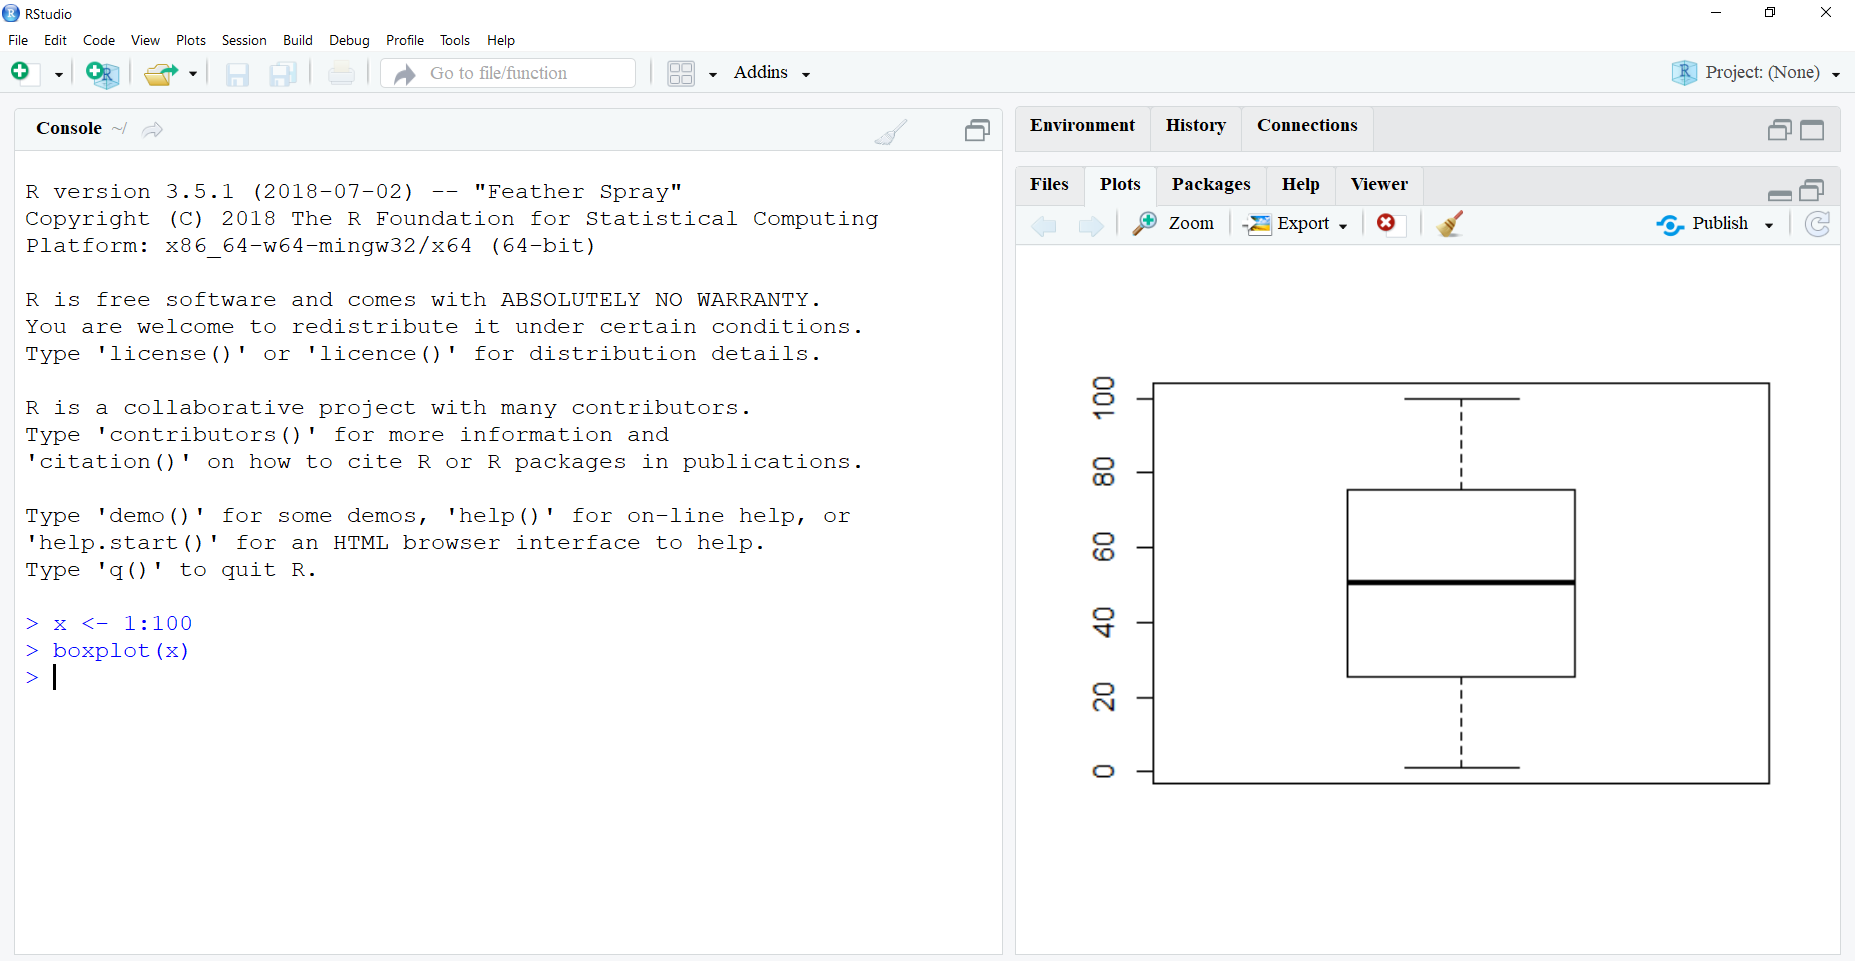 RStudio
File Edit Code View Plots Session Build Debug Profile Tools Help
Go to file/function Addins Project: (None)
Console ~/
R version 3.5.1 (2018-07-02) -- "Feather Spray"
Copyright (C) 2018 The R Foundation for Statistical Computing
Platform: x86_64-w64-mingw32/x64 (64-bit)
R is free software and comes with ABSOLUTELY NO WARRANTY.
You are welcome to redistribute it under certain conditions.
Type 'license()' or 'licence()' for distribution details.
R is a collaborative project with many contributors.
Type 'contributors()' for more information and
'citation()' on how to cite R or R packages in publications.
Type 'demo()' for some demos, 'help()' for on-line help, or
'help.start()' for an HTML browser interface to help.
Type 'q()' to quit R.
> x <- 1:100
> boxplot(x)
>
Environment History Connections
Files Plots Packages Help Viewer
Zoom Export Publish
100
80
60
40
20
0